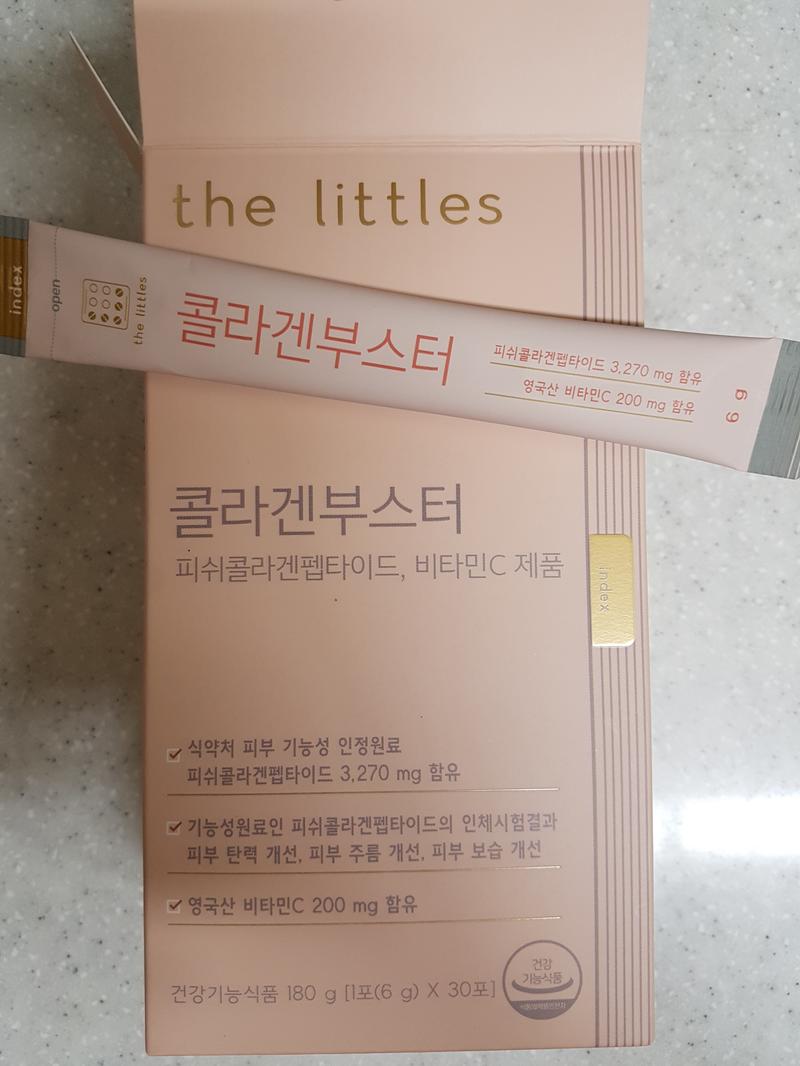 the littles
index
open
the littles
콜라겐부스터
피쉬콜라겐펩타이드 3,270 mg 함유
영국산 비타민C 200 mg 함유
6 g
콜라겐부스터
피쉬콜라겐펩타이드, 비타민C 제품
index
식약처 피부 기능성 인정원료
피쉬콜라겐펩타이드 3,270 mg 함유
기능성원료인 피쉬콜라겐펩타이드의 인체시험결과
피부 탄력 개선, 피부 주름 개선, 피부 보습 개선
영국산 비타민C 200 mg 함유
건강기능식품 180 g [1포(6 g) X 30포]
건강
기능식품
식품의약품안전처